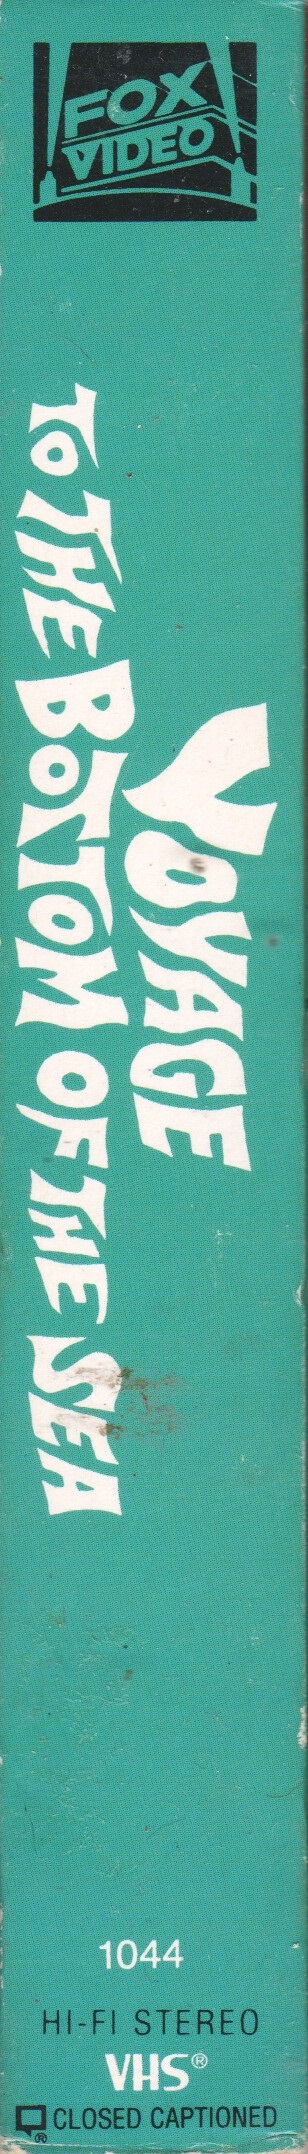 FOX
VIDEO
VOYAGE
TO THE BOTTOM OF THE SEA
1044
HI-FI STEREO
VHS®
® CLOSED CAPTIONED